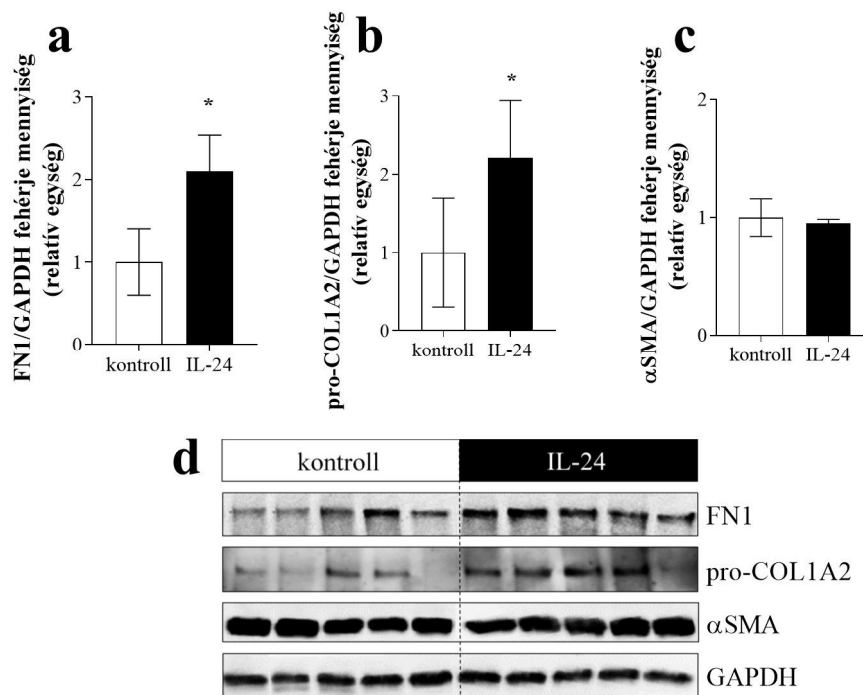 a
FN1/GAPDH fehérje mennyiség
(relatív egység)
3
2
1
0
*
kontroll
IL-24
b
pro-COL1A2/GAPDH fehérje mennyiség
(relatív egység)
3
2
1
0
*
kontroll
IL-24
c
αSMA/GAPDH fehérje mennyiség
(relatív egység)
2
1
0
kontroll
IL-24
d
kontroll
IL-24
FN1
pro-COL1A2
αSMA
GAPDH